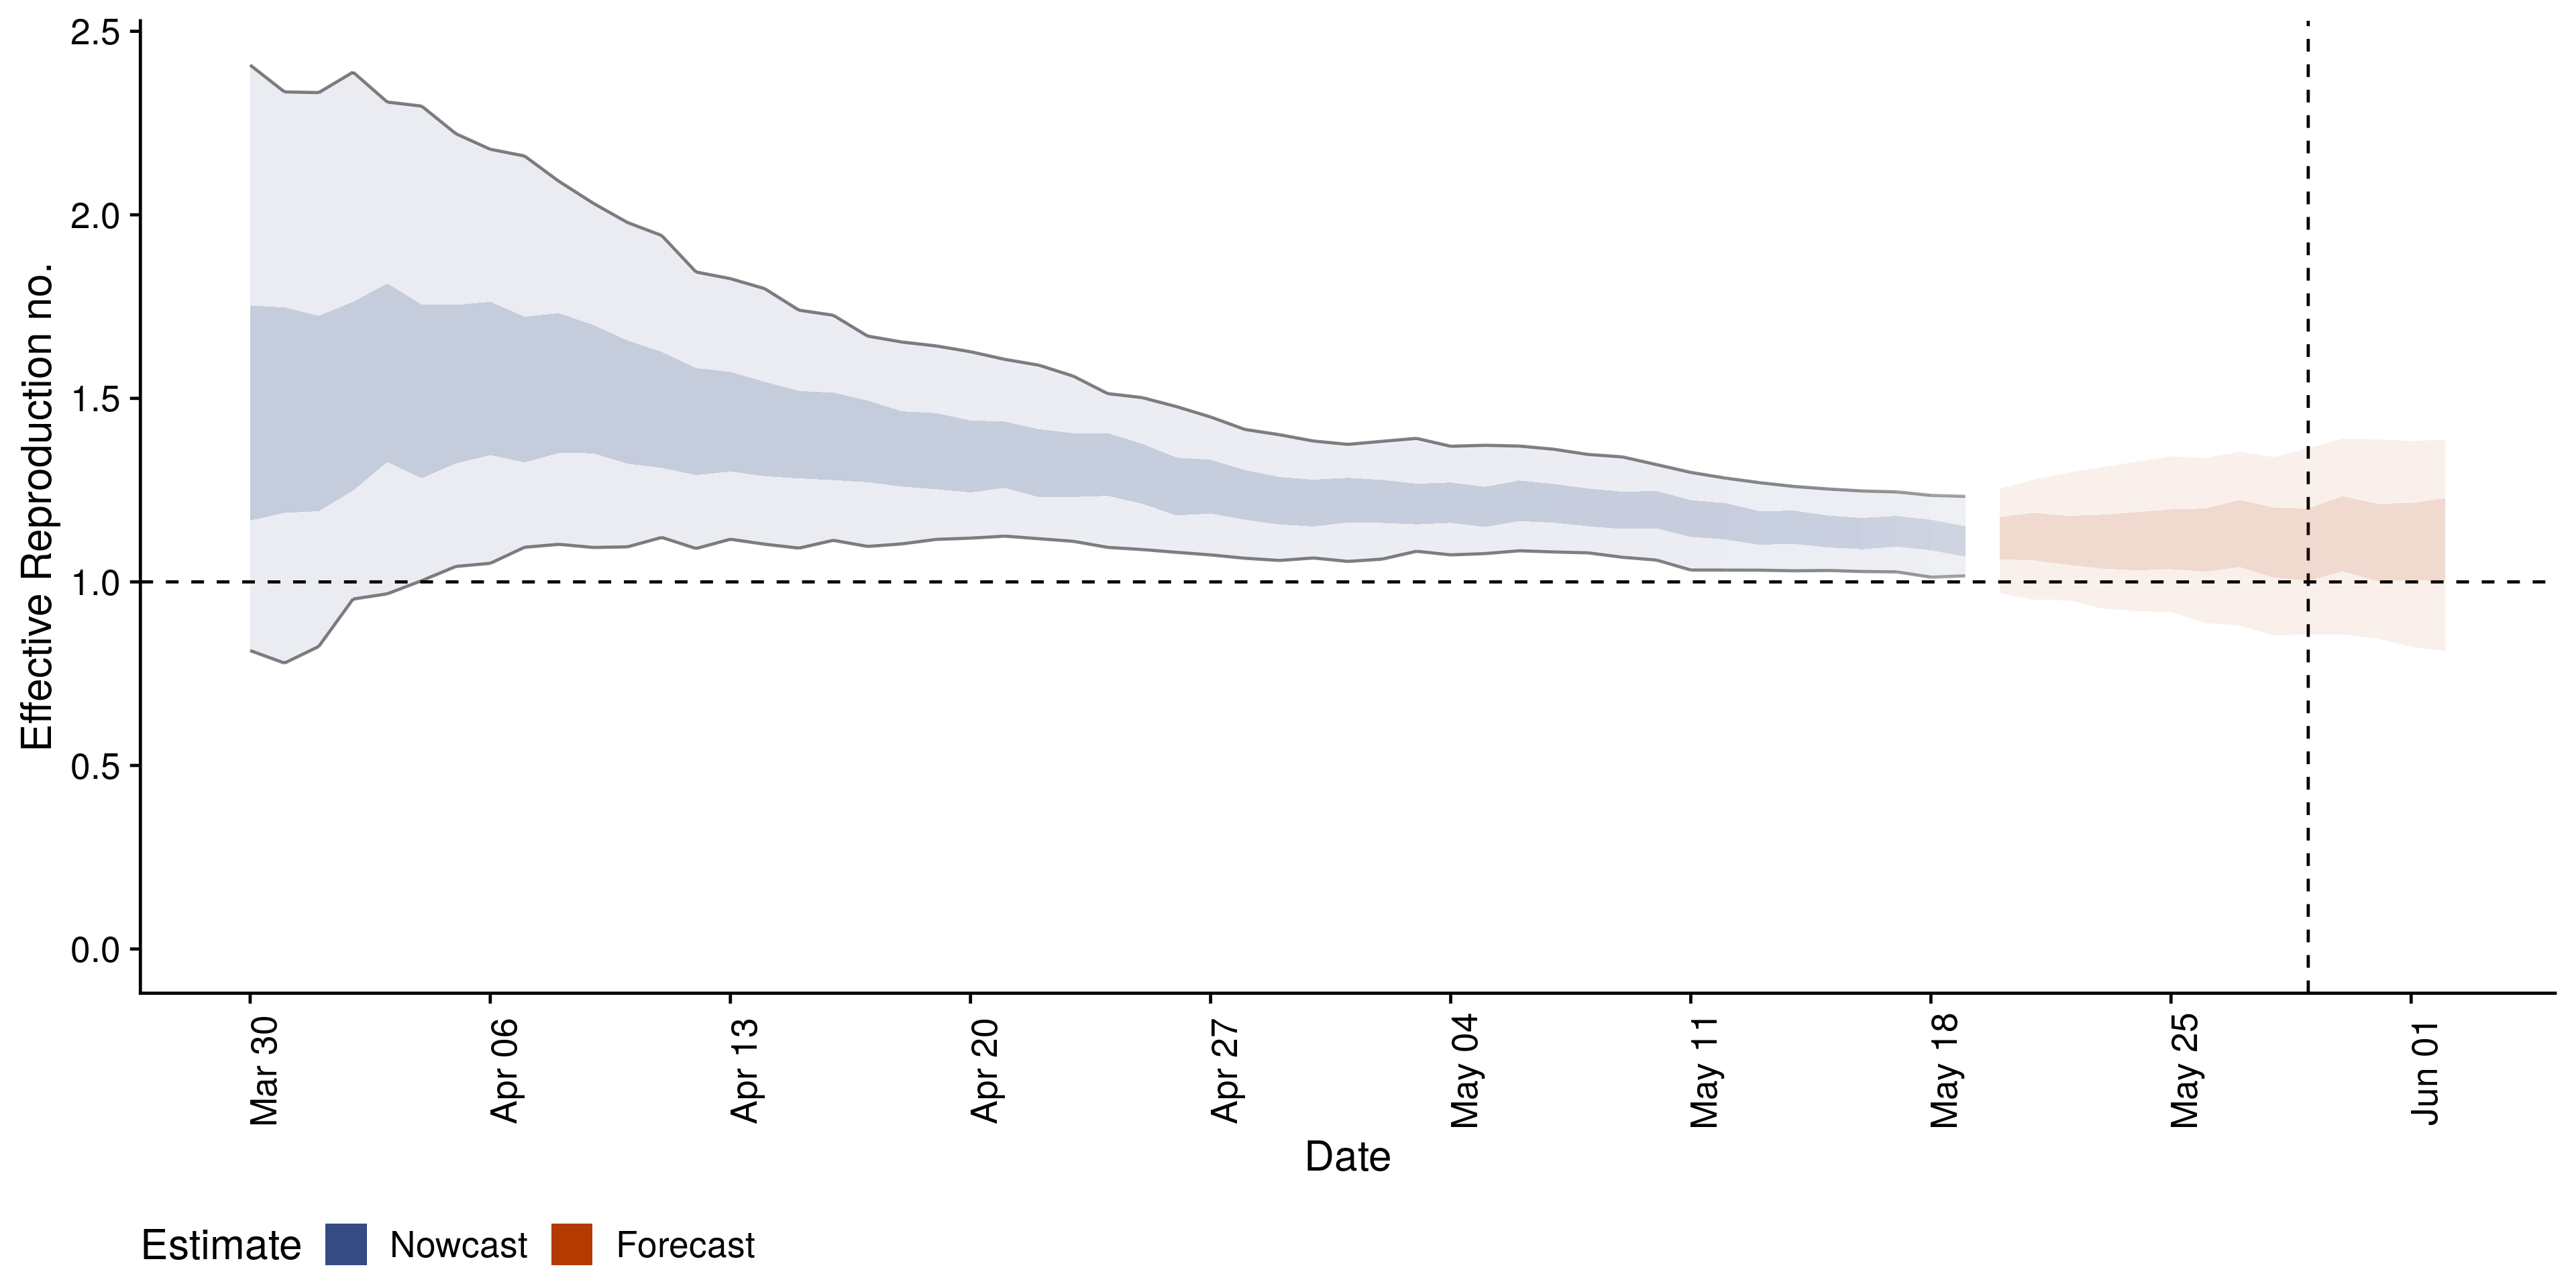 Effective Reproduction no.
2.5
2.0
1.5
1.0
0.5
0.0
Mar 30
Apr 06
Apr 13
Apr 20
Apr 27
May 04
May 11
May 18
May 25
Jun 01
Date
Estimate Nowcast Forecast